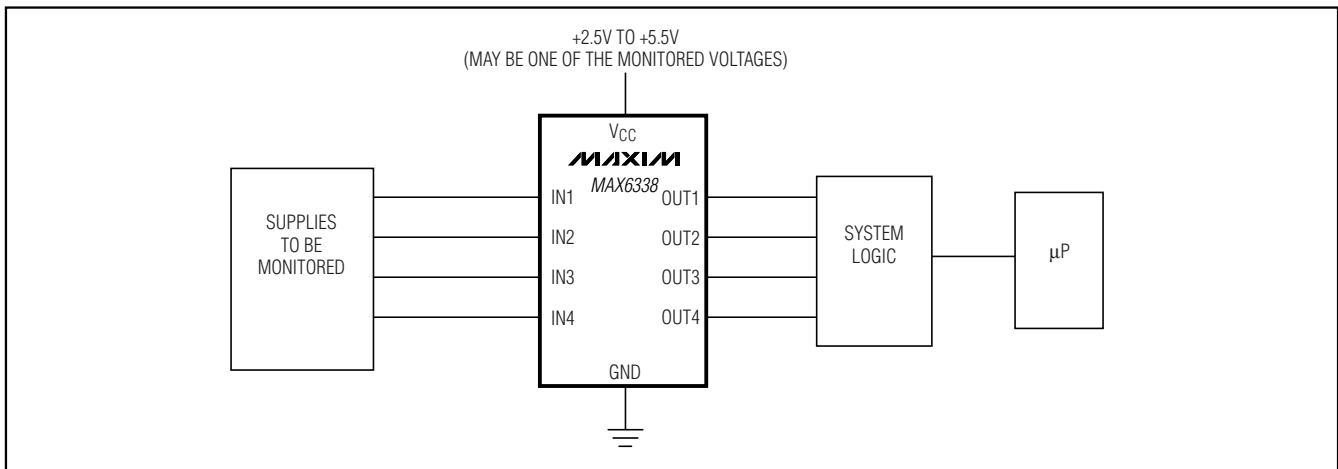 +2.5V TO +5.5V
(MAY BE ONE OF THE MONITORED VOLTAGES)
VCC
MAXIM
MAX6338
SUPPLIES
TO BE
MONITORED
IN1
IN2
IN3
IN4
OUT1
OUT2
OUT3
OUT4
GND
SYSTEM
LOGIC
μP